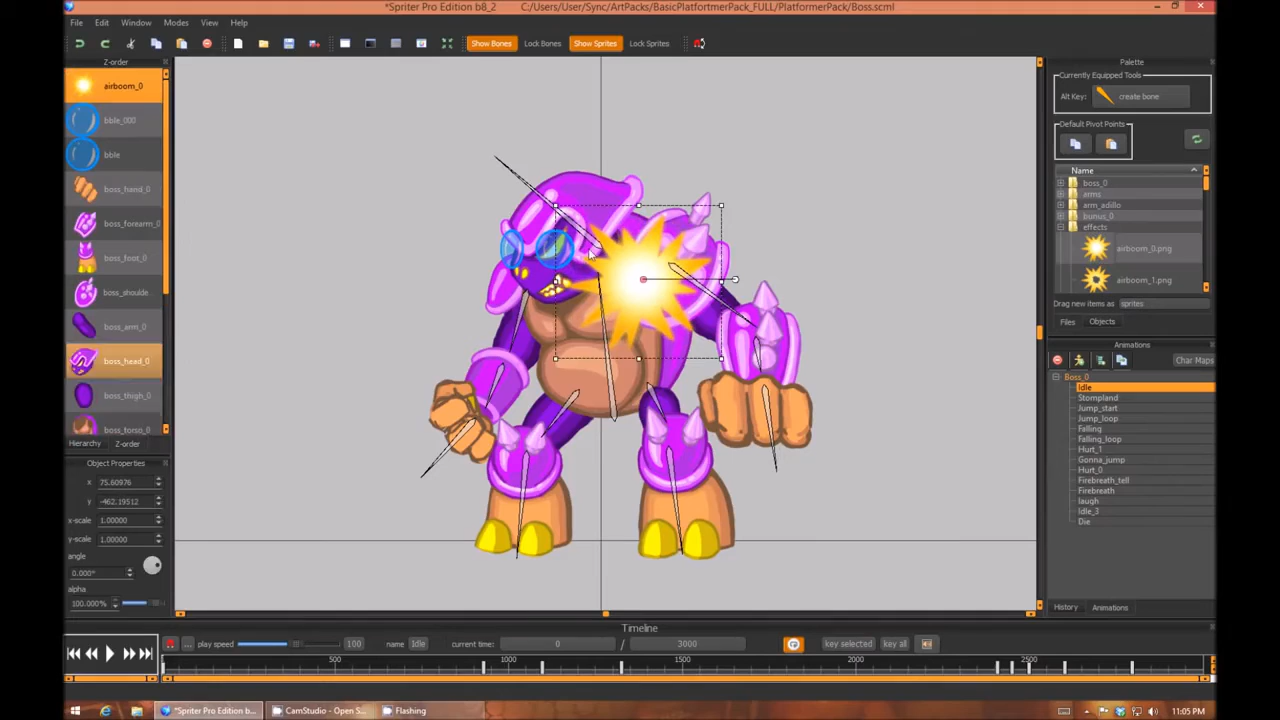 *Spriter Pro Edition b8_2 C:/Users/User/Sync/ArtPacks/BasicPlatfortmerPack_FULL/PlatformerPack/Boss.scml
File Edit Window Modes View Help
Show Bones Lock Bones Show Sprites Lock Sprites
Z-order
airboom_0
bble_000
bble
boss_hand_0
boss_forearm_0
boss_foot_0
boss_shoulde...
boss_arm_0
boss_head_0
boss_thigh_0
boss_torso_0
Hierarchy Z-order
Object Properties
x 75.60976
y -462.19512
x-scale 1.00000
y-scale 1.00000
angle
0.000°
alpha
100.000%
Palette
Currently Equipped Tools
Alt Key: create bone
Default Pivot Points
Name
boss_0
arms
arm_adillo
bunus_0
effects
airboom_0.png
airboom_1.png
Drag new items as sprites
Files Objects
Animations
Char Maps
Boss_0
Idle
Stompland
Jump_start
Jump_loop
Falling
Falling_loop
Hurt_1
Gonna_jump
Hurt_0
Firebreath_tell
Firebreath
laugh
Idle_3
Die
History Animations
Timeline
... play speed 100 name Idle current time: 0 / 3000 key selected key all
500 1000 1500 2000 2500
*Spriter Pro Edition b... CamStudio - Open S... Flashing 11:05 PM